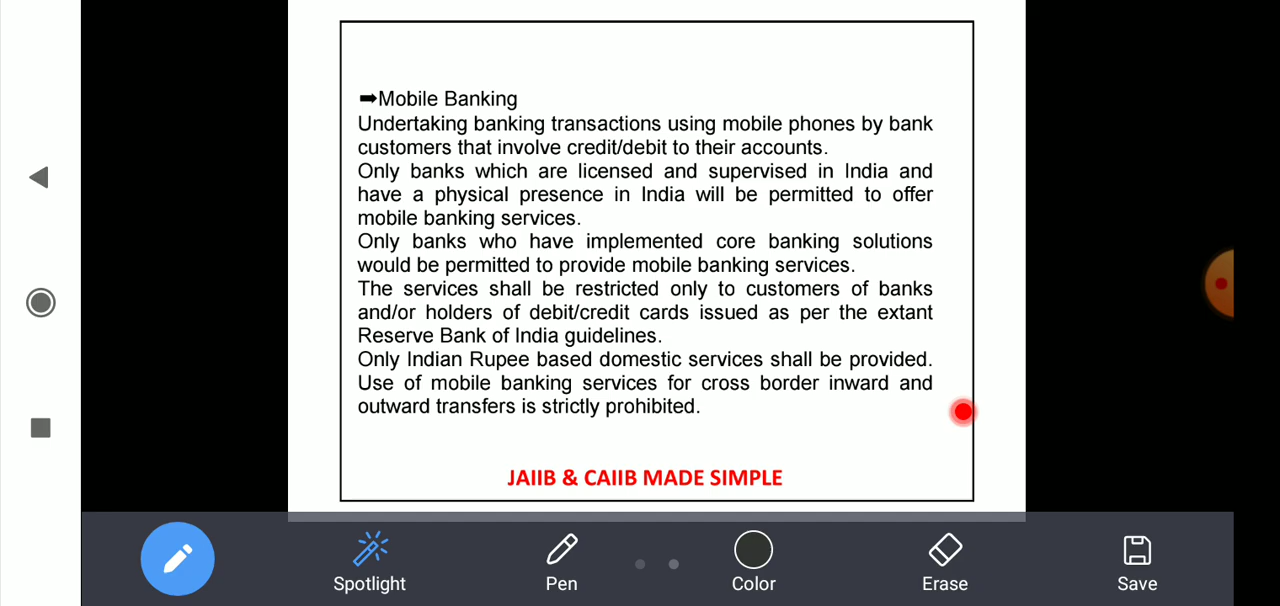 ➡Mobile Banking
Undertaking banking transactions using mobile phones by bank
customers that involve credit/debit to their accounts.
Only banks which are licensed and supervised in India and
have a physical presence in India will be permitted to offer
mobile banking services.
Only banks who have implemented core banking solutions
would be permitted to provide mobile banking services.
The services shall be restricted only to customers of banks
and/or holders of debit/credit cards issued as per the extant
Reserve Bank of India guidelines.
Only Indian Rupee based domestic services shall be provided.
Use of mobile banking services for cross border inward and
outward transfers is strictly prohibited.
JAIIB & CAIIB MADE SIMPLE
Spotlight Pen Color Erase Save